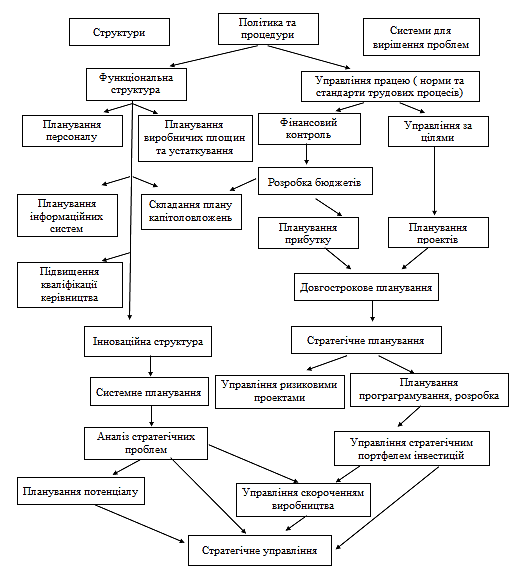 Структури
Політика та
процедури
Системи для
вирішення проблем
Функціональна
структура
Управління працею ( норми та
стандарти трудових процесів)
Планування
персоналу
Планування
виробничих площин
та устаткування
Фінансовий
контроль
Управління за
цілями
Планування
інформаційних
систем
Складання плану
капіталовложень
Розробка бюджетів
Планування
прибутку
Планування
проектів
Підвищення
кваліфікації
керівництва
Довгострокове планування
Інноваційна структура
Стратегічне планування
Системне планування
Управління ризиковими
проектами
Планування
програграмування, розробка
Аналіз стратегічних
проблем
Управління стратегічним
портфелем інвестицій
Планування потенціалу
Управління скороченням
виробництва
Стратегічне управління